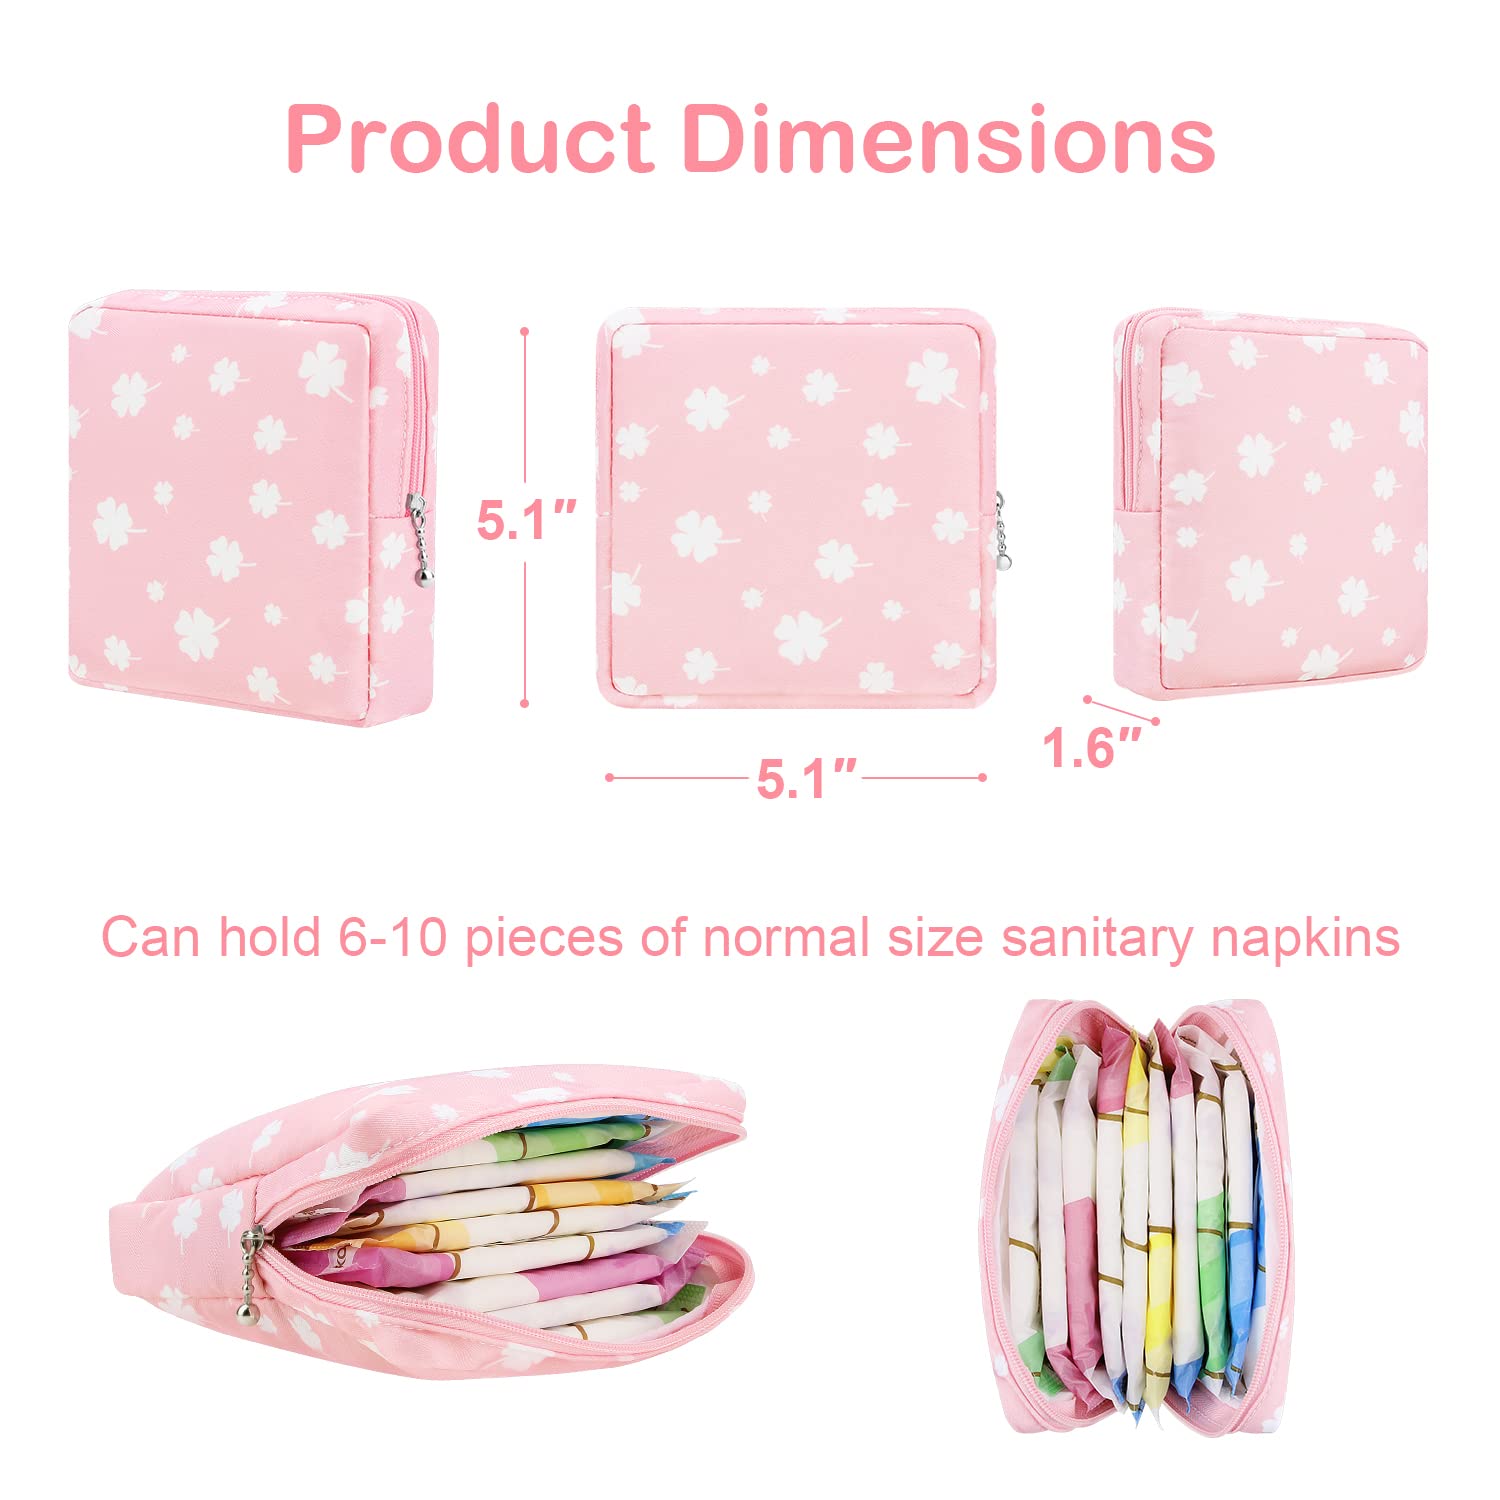 Product Dimensions
5.1″
5.1″
1.6″
Can hold 6-10 pieces of normal size sanitary napkins